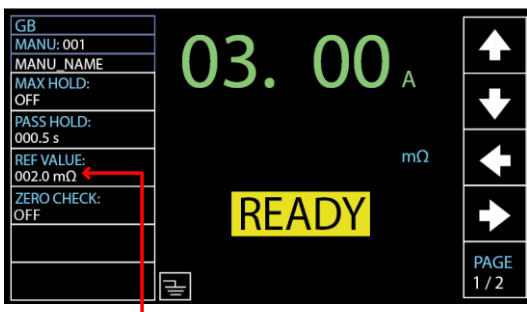 GB
MANU: 001
MANU_NAME
MAX HOLD:
OFF
PASS HOLD:
000.5 s
REF VALUE:
002.0 mΩ
ZERO CHECK:
OFF
03. 00 A
mΩ
READY
PAGE
1 / 2